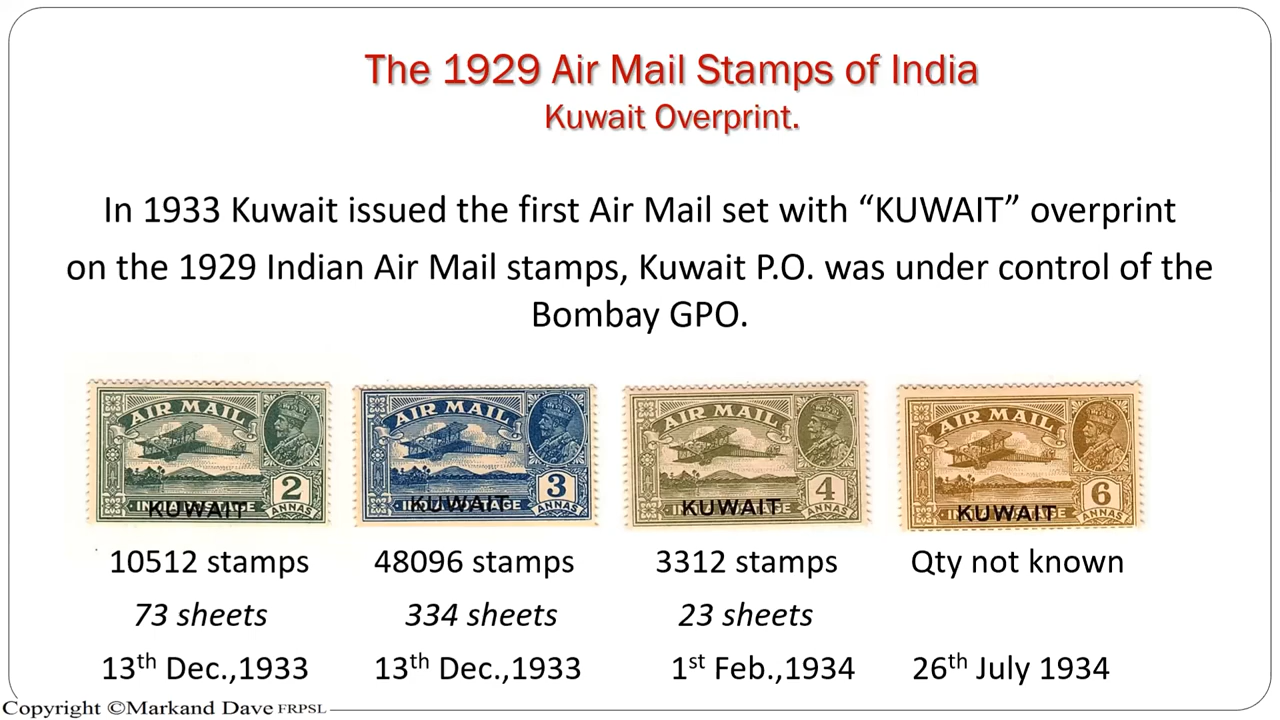 The 1929 Air Mail Stamps of India
Kuwait Overprint.
In 1933 Kuwait issued the first Air Mail set with “KUWAIT” overprint
on the 1929 Indian Air Mail stamps, Kuwait P.O. was under control of the
Bombay GPO.
AIR MAIL
2
ANNAS
KUWAIT
AIR MAIL
3
ANNAS
KUWAIT
AIR MAIL
4
ANNAS
KUWAIT
AIR MAIL
6
ANNAS
KUWAIT
10512 stamps 48096 stamps 3312 stamps Qty not known
73 sheets 334 sheets 23 sheets
13th Dec.,1933 13th Dec.,1933 1st Feb.,1934 26th July 1934
Copyright ©Markand Dave FRPSL